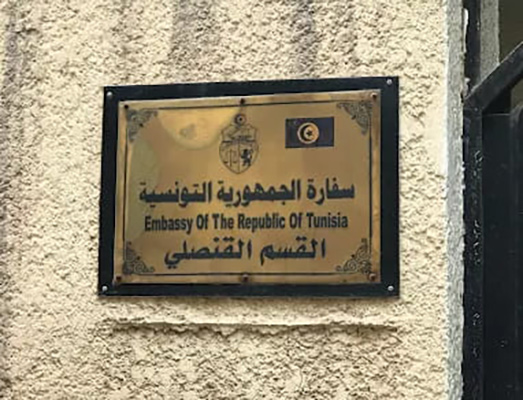 سفارة الجمهورية التونسية
Embassy Of The Republic Of Tunisia
القسم القنصلي